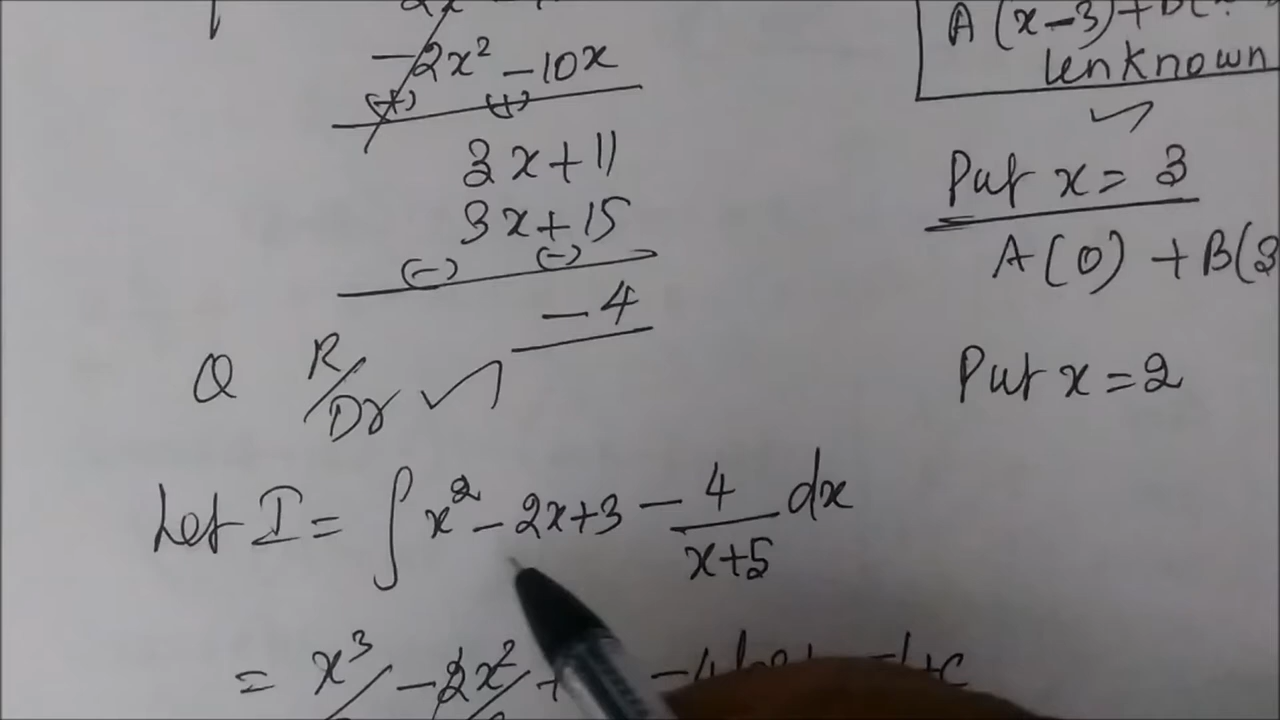 -2x² -10x
(+) (+)
3x+11
3x+15
(-) (-)
-4
Q R/Dr ✓
Let I = ∫ x² - 2x + 3 - 4/(x+5) dx
= x³/ - 2x²/ + -4 +c
A (x-3) + B(
Unknown
✓
Put x = 3
A(0) + B(3
Put x = 2